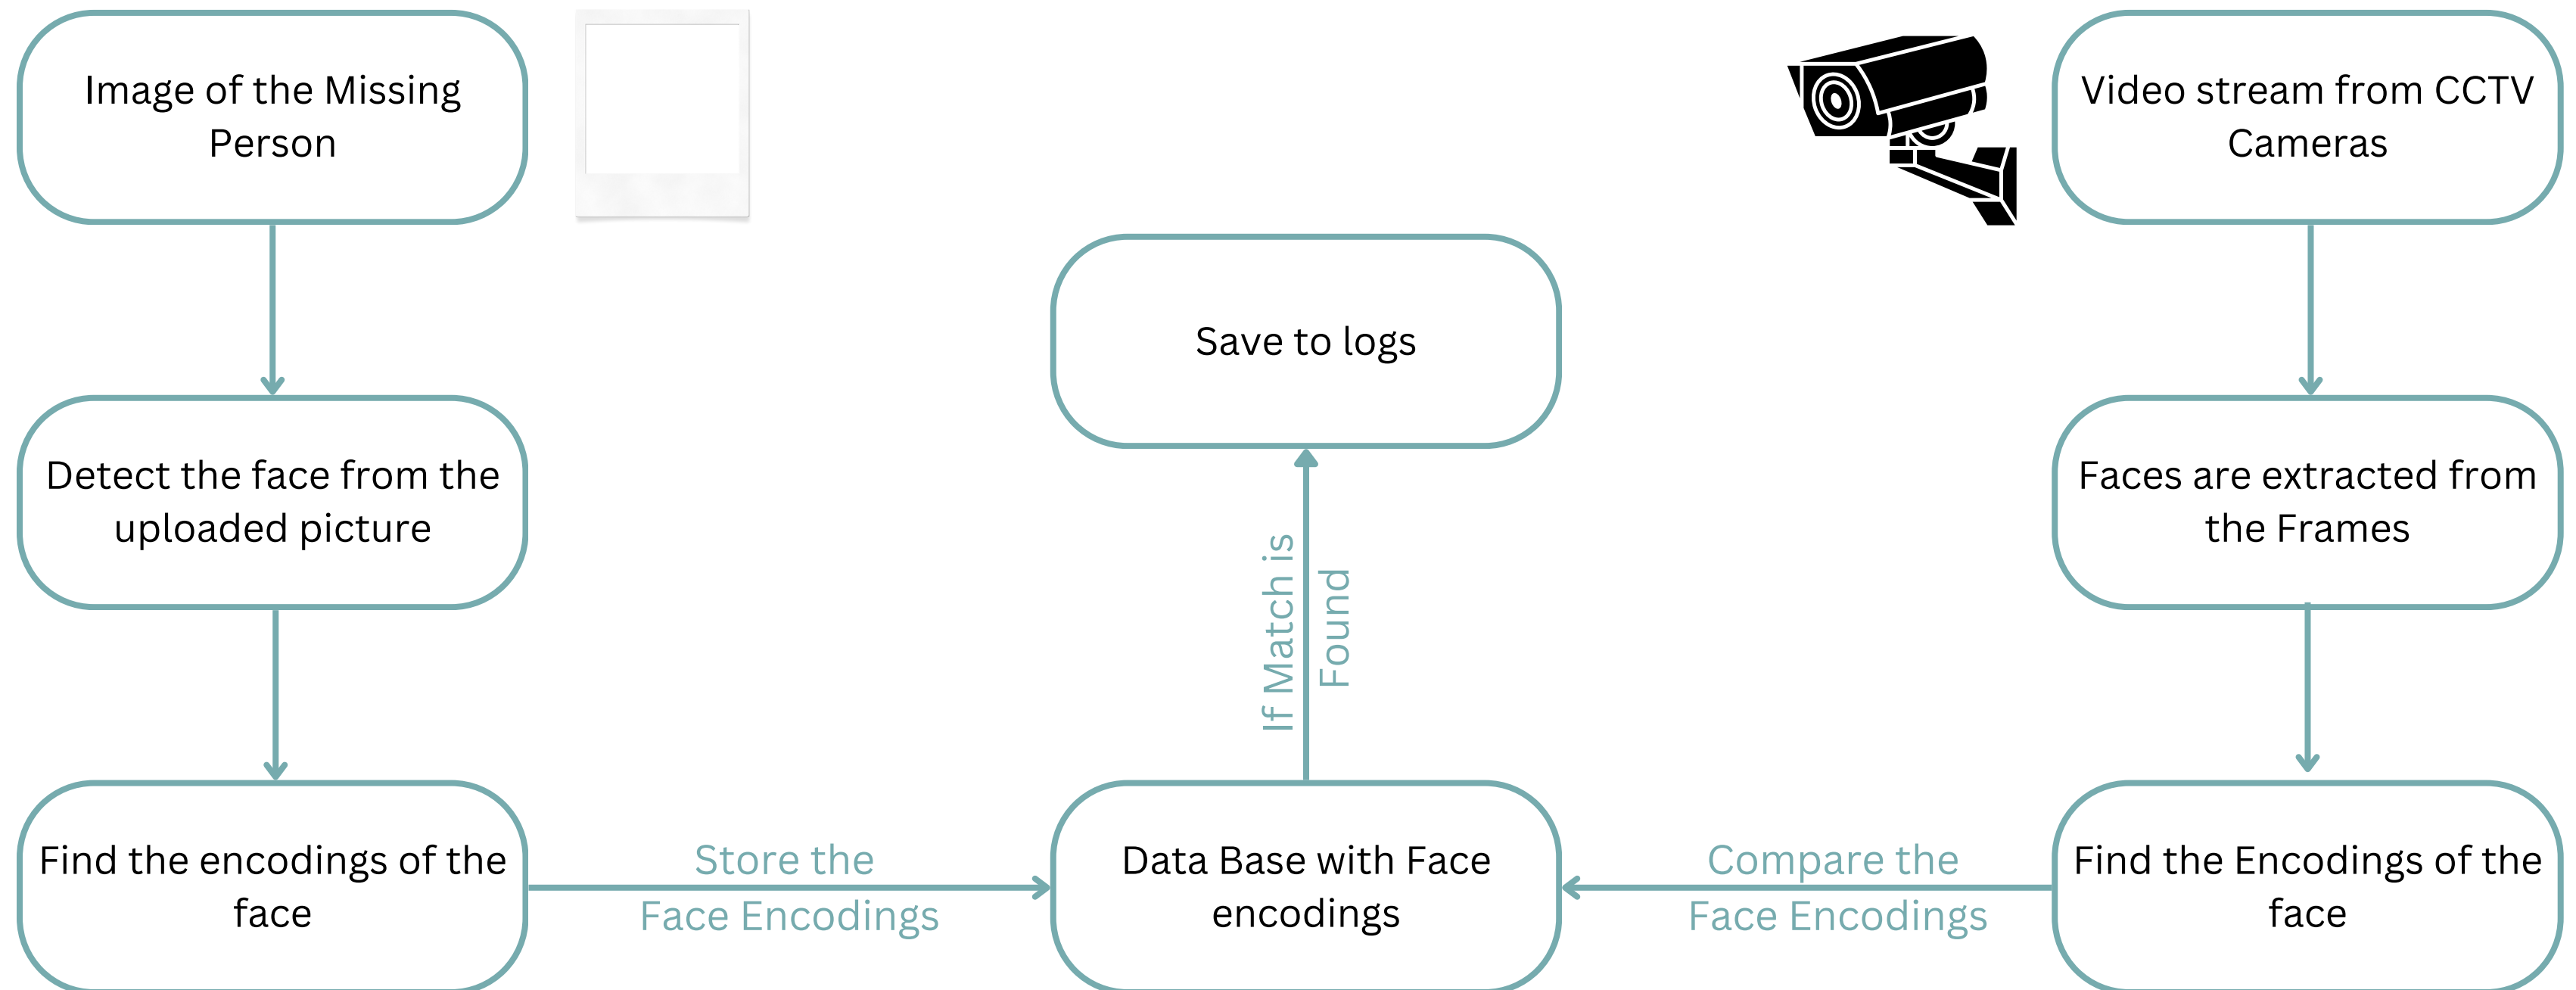 Image of the Missing
Person
Video stream from CCTV
Cameras
Save to logs
Detect the face from the
uploaded picture
Faces are extracted from
the Frames
If Match is
Found
Find the encodings of the
face
Store the
Face Encodings
Data Base with Face
encodings
Compare the
Face Encodings
Find the Encodings of the
face